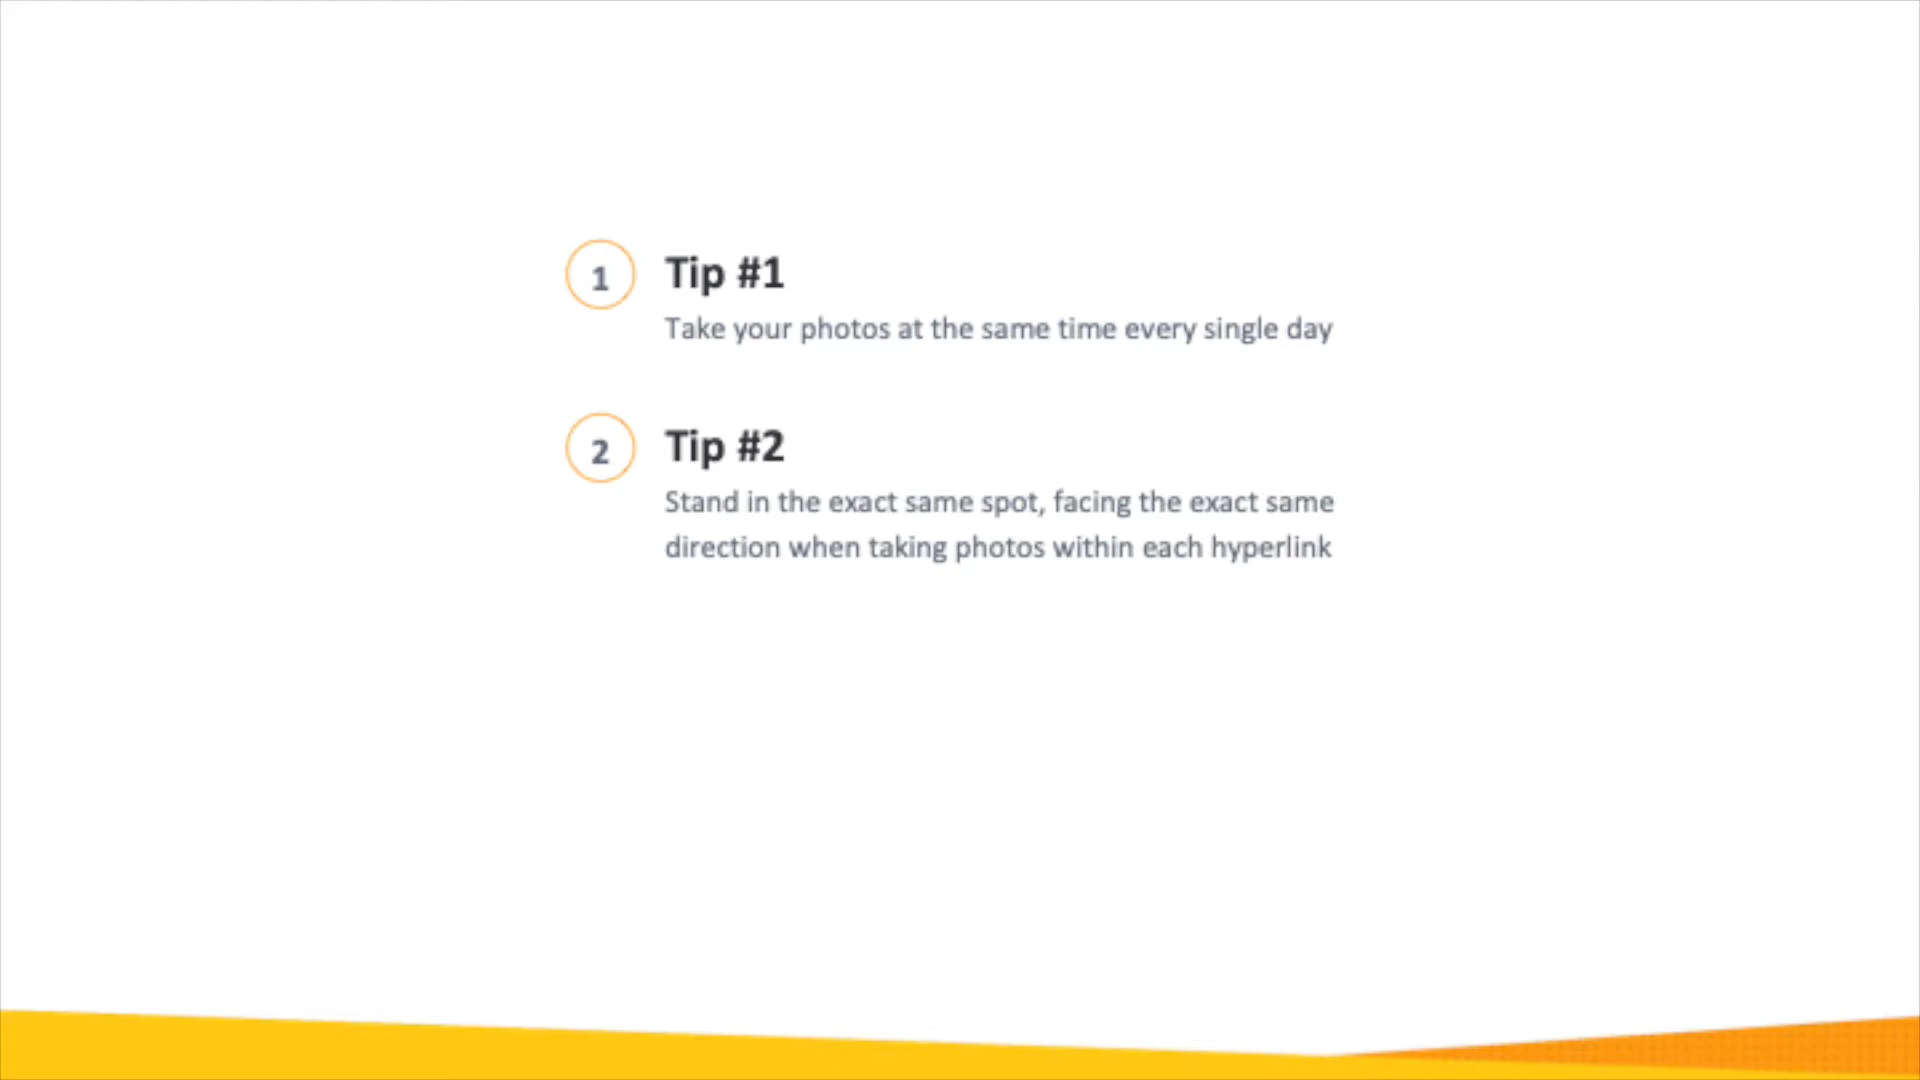 1
Tip #1
Take your photos at the same time every single day
2
Tip #2
Stand in the exact same spot, facing the exact same
direction when taking photos within each hyperlink